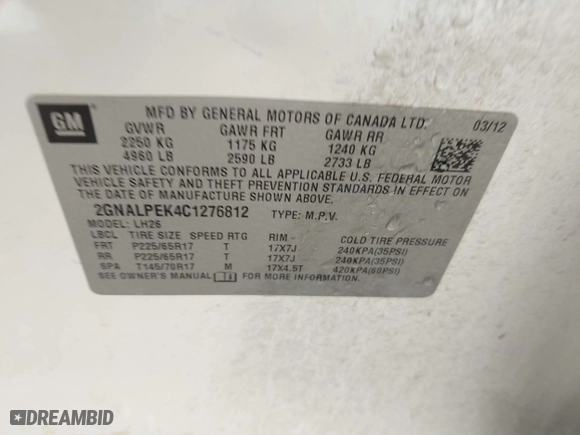 GM
MFD BY GENERAL MOTORS OF CANADA LTD.
03/12
GVWR GAWR FRT GAWR RR
2250 KG 1175 KG 1240 KG
4960 LB 2590 LB 2733 LB
THIS VEHICLE CONFORMS TO ALL APPLICABLE U.S. FEDERAL MOTOR
VEHICLE SAFETY AND THEFT PREVENTION STANDARDS IN EFFECT ON
THE DATE OF MANUFACTURE SHOWN ABOVE.
2GNALPEK4C1276812 TYPE: M.P.V.
MODEL: LH26
LBCL TIRE SIZE SPEED RTG RIM COLD TIRE PRESSURE
FRT P225/65R17 T 17X7J 240KPA(35PSI)
RR P225/65R17 T 17X7J 240KPA(35PSI)
SPA T145/70R17 M 17X4.5T 420KPA(60PSI)
SEE OWNER'S MANUAL FOR MORE INFORMATION.
DREAMBID